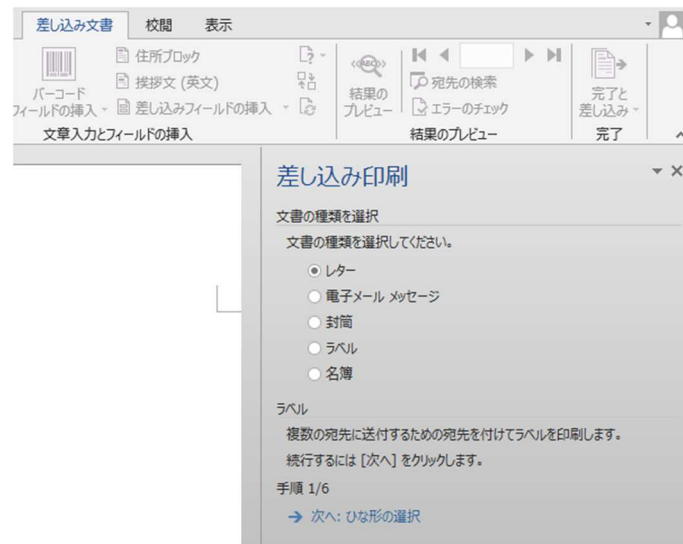 差し込み文書 校閲 表示
バーコード
フィールドの挿入
住所ブロック
挨拶文 (英文)
差し込みフィールドの挿入
文章入力とフィールドの挿入
ABC
結果の
プレビュー
宛先の検索
エラーのチェック
結果のプレビュー
完了と
差し込み
完了
差し込み印刷
文書の種類を選択
文書の種類を選択してください。
レター
電子メール メッセージ
封筒
ラベル
名簿
ラベル
複数の宛先に送付するための宛先を付けてラベルを印刷します。
続行するには [次へ] をクリックします。
手順 1/6
次へ: ひな形の選択